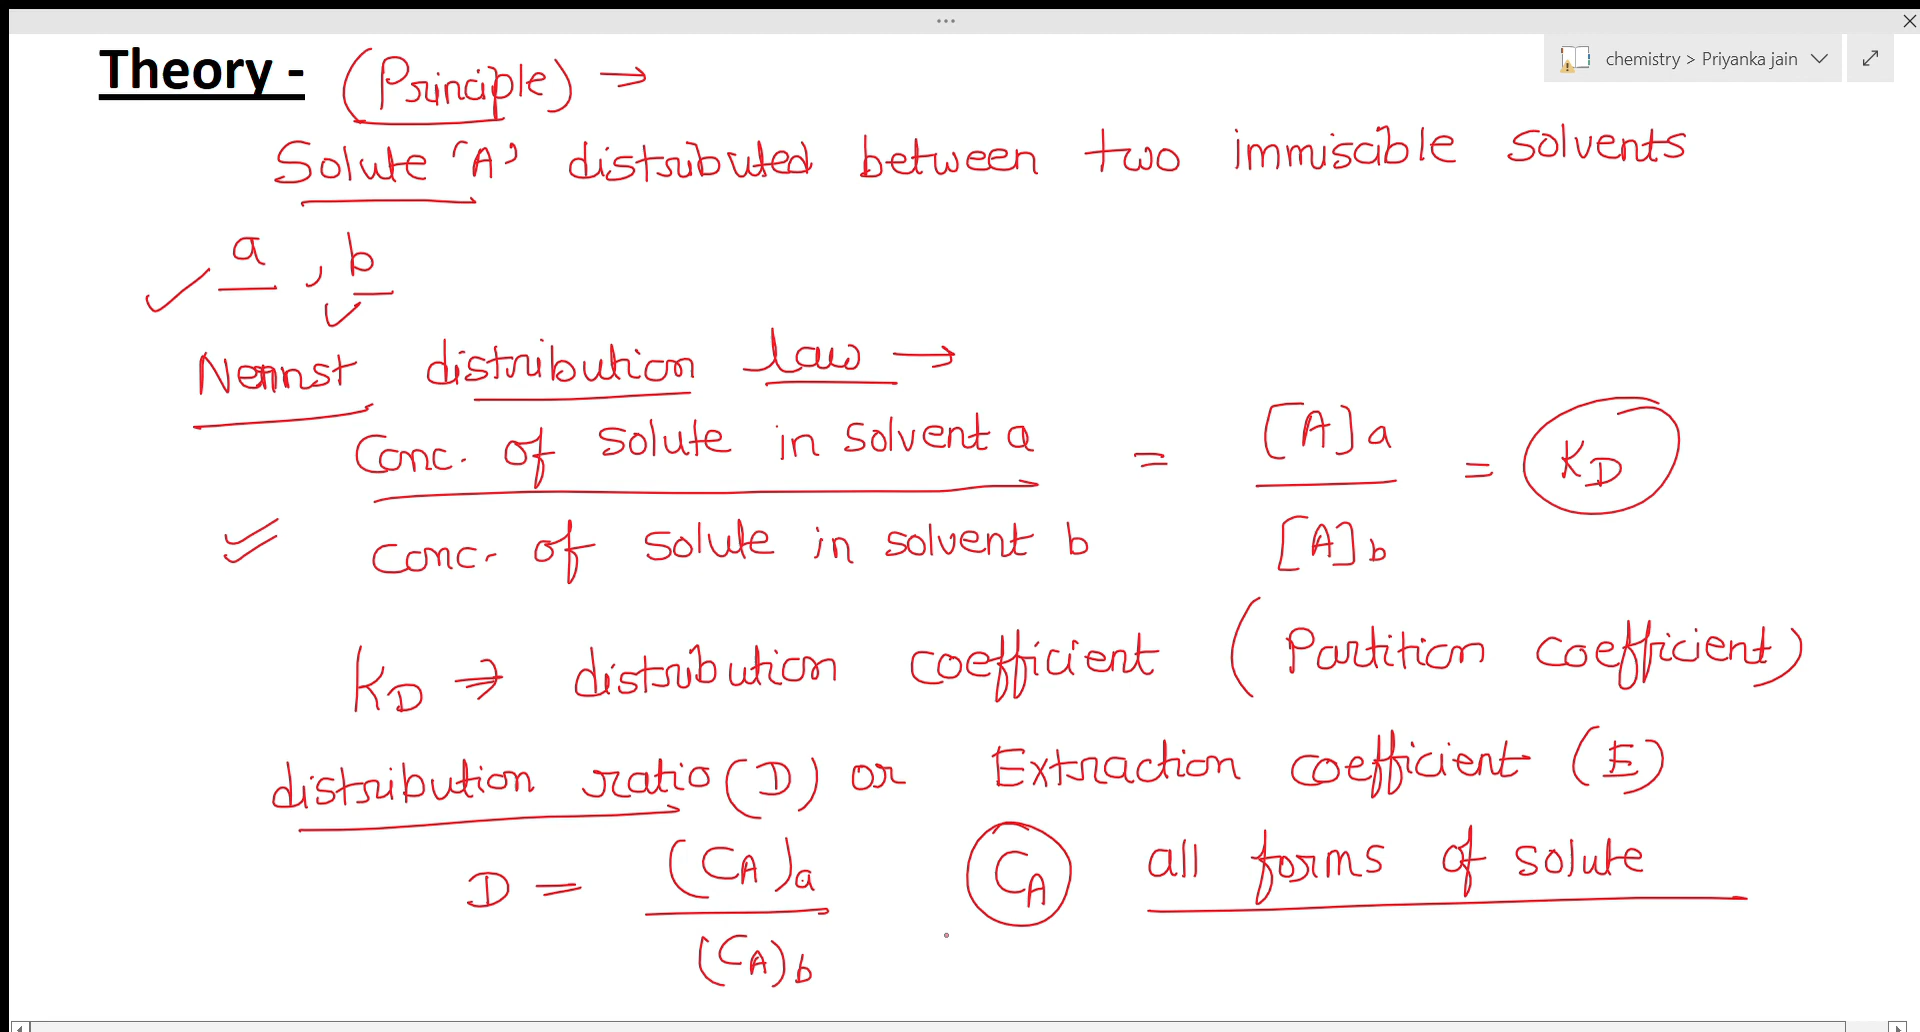 ... ×
chemistry > Priyanka jain
Theory - (Principle) →
Solute 'A' distributed between two immiscible solvents
a , b
Nernst distribution law →
Conc. of solute in solvent a = [A]a = KD
Conc. of solute in solvent b [A]b
KD → distribution coefficient (Partition coefficient)
distribution ratio (D) or Extraction coefficient (E)
D = (CA)a CA all forms of solute
(CA)b